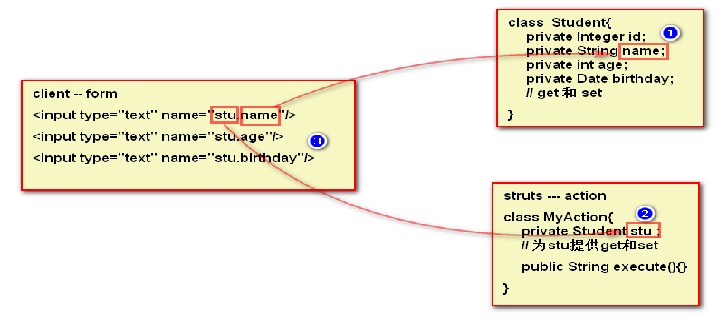 class Student{
private Integer id;
private String name;
private int age;
private Date birthday;
// get 和 set
}
1
client -- form
<input type="text" name="stu.name"/>
<input type="text" name="stu.age"/>
<input type="text" name="stu.birthday"/>
struts --- action
class MyAction{
private Student stu ;
// 为stu提供get和set
public String execute(){}
}
2